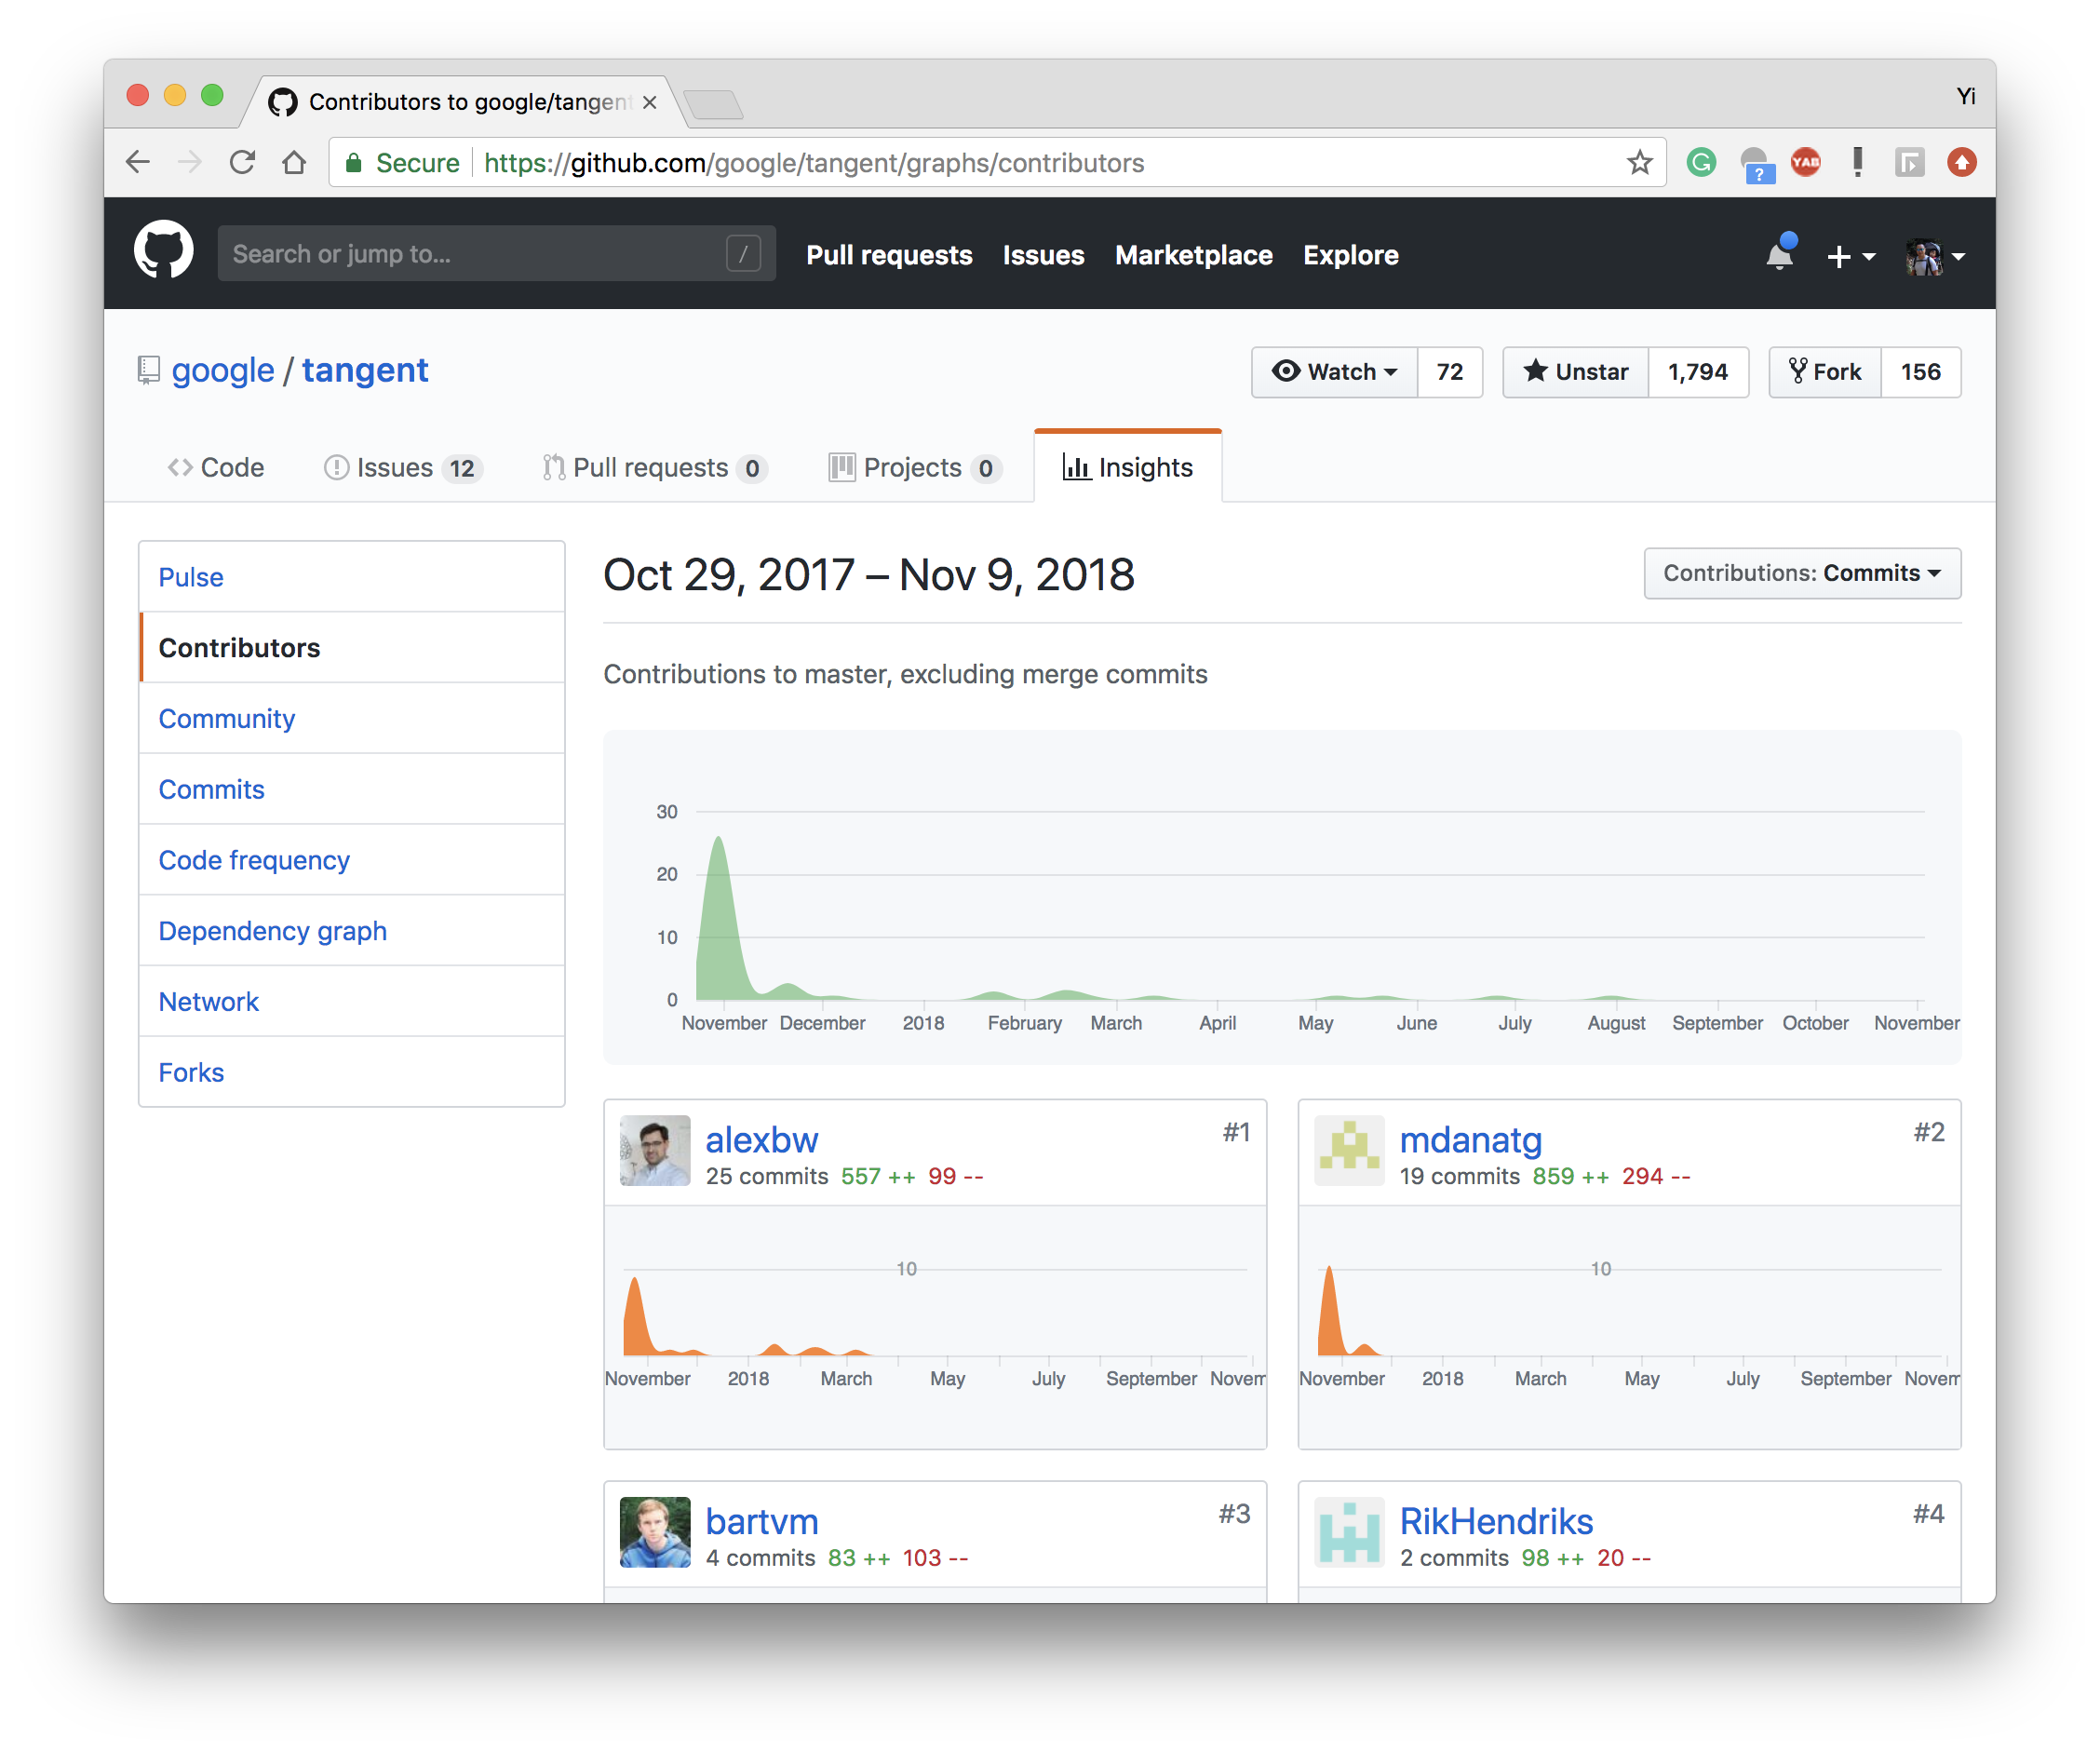 Contributors to google/tangent
Yi
Secure https://github.com/google/tangent/graphs/contributors
?
YAB
Search or jump to... / Pull requests Issues Marketplace Explore
google / tangent Watch 72 Unstar 1,794 Fork 156
Code Issues 12 Pull requests 0 Projects 0 Insights
Pulse
Contributors
Community
Commits
Code frequency
Dependency graph
Network
Forks
Oct 29, 2017 – Nov 9, 2018 Contributions: Commits
Contributions to master, excluding merge commits
30
20
10
0
November December 2018 February March April May June July August September October November
alexbw #1
25 commits 557 ++ 99 --
10
November 2018 March May July September Novem
mdanatg #2
19 commits 859 ++ 294 --
10
November 2018 March May July September Novem
bartvm #3
4 commits 83 ++ 103 --
RikHendriks #4
2 commits 98 ++ 20 --